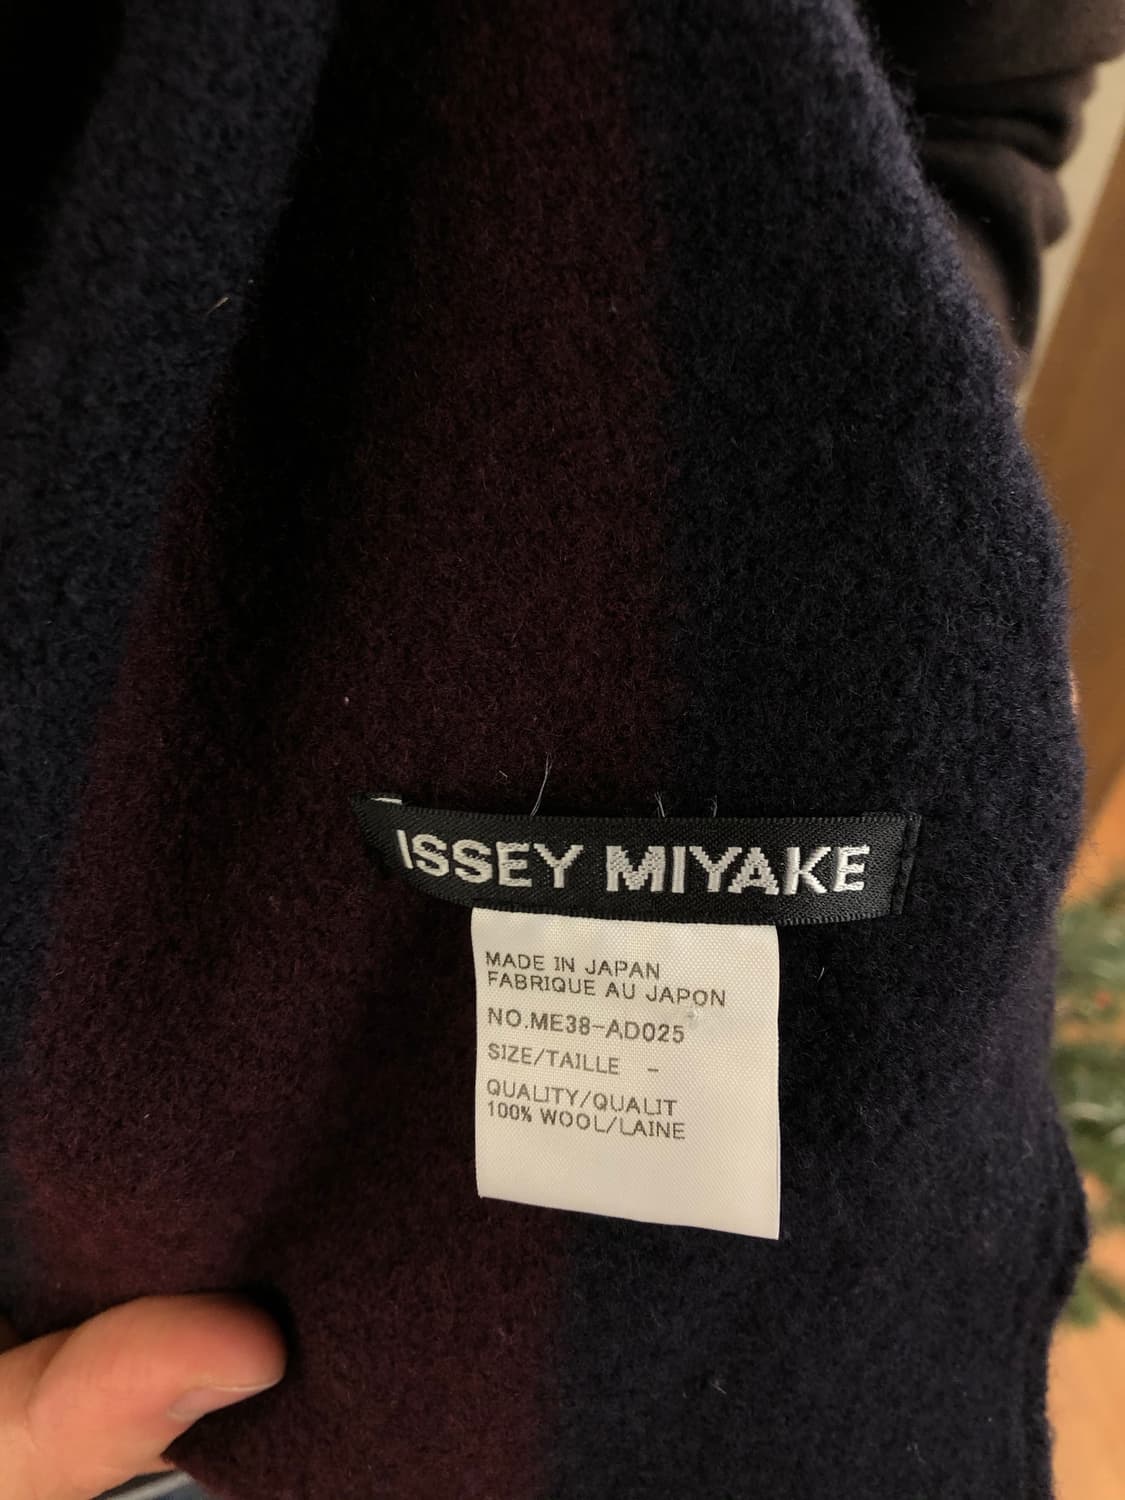 ISSEY MIYAKE
MADE IN JAPAN
FABRIQUE AU JAPON
NO.ME38-AD025
SIZE/TAILLE -
QUALITY/QUALIT
100% WOOL/LAINE